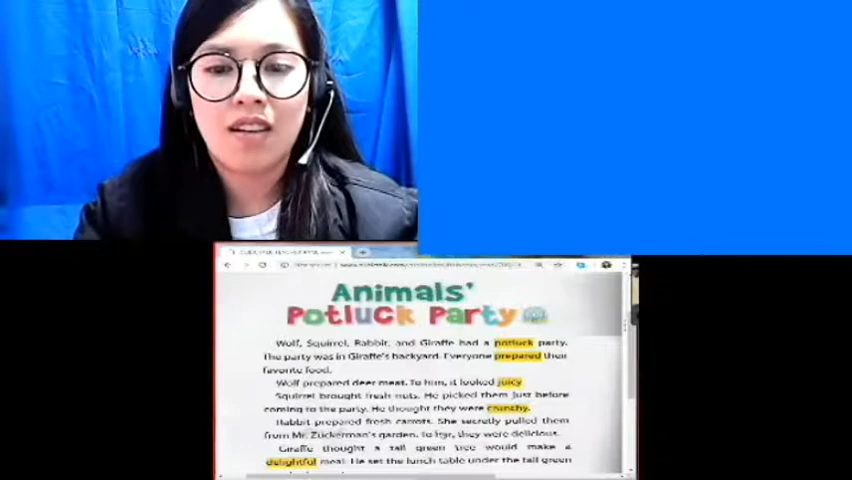 Animals'
Potluck Party
Wolf, Squirrel, Rabbit, and Giraffe had a potluck party.
The party was in Giraffe's backyard. Everyone prepared their
favorite food.
Wolf prepared deer meat. To him, it looked juicy
Squirrel brought fresh nuts. He picked them just before
coming to the party. He thought they were crunchy.
Rabbit prepared fresh carrots. She secretly pulled them
from Mr. Zuckerman's garden. To her, they were delicious.
Giraffe thought a tall green tree would make a
delightful meal. He set the lunch table under the tall green